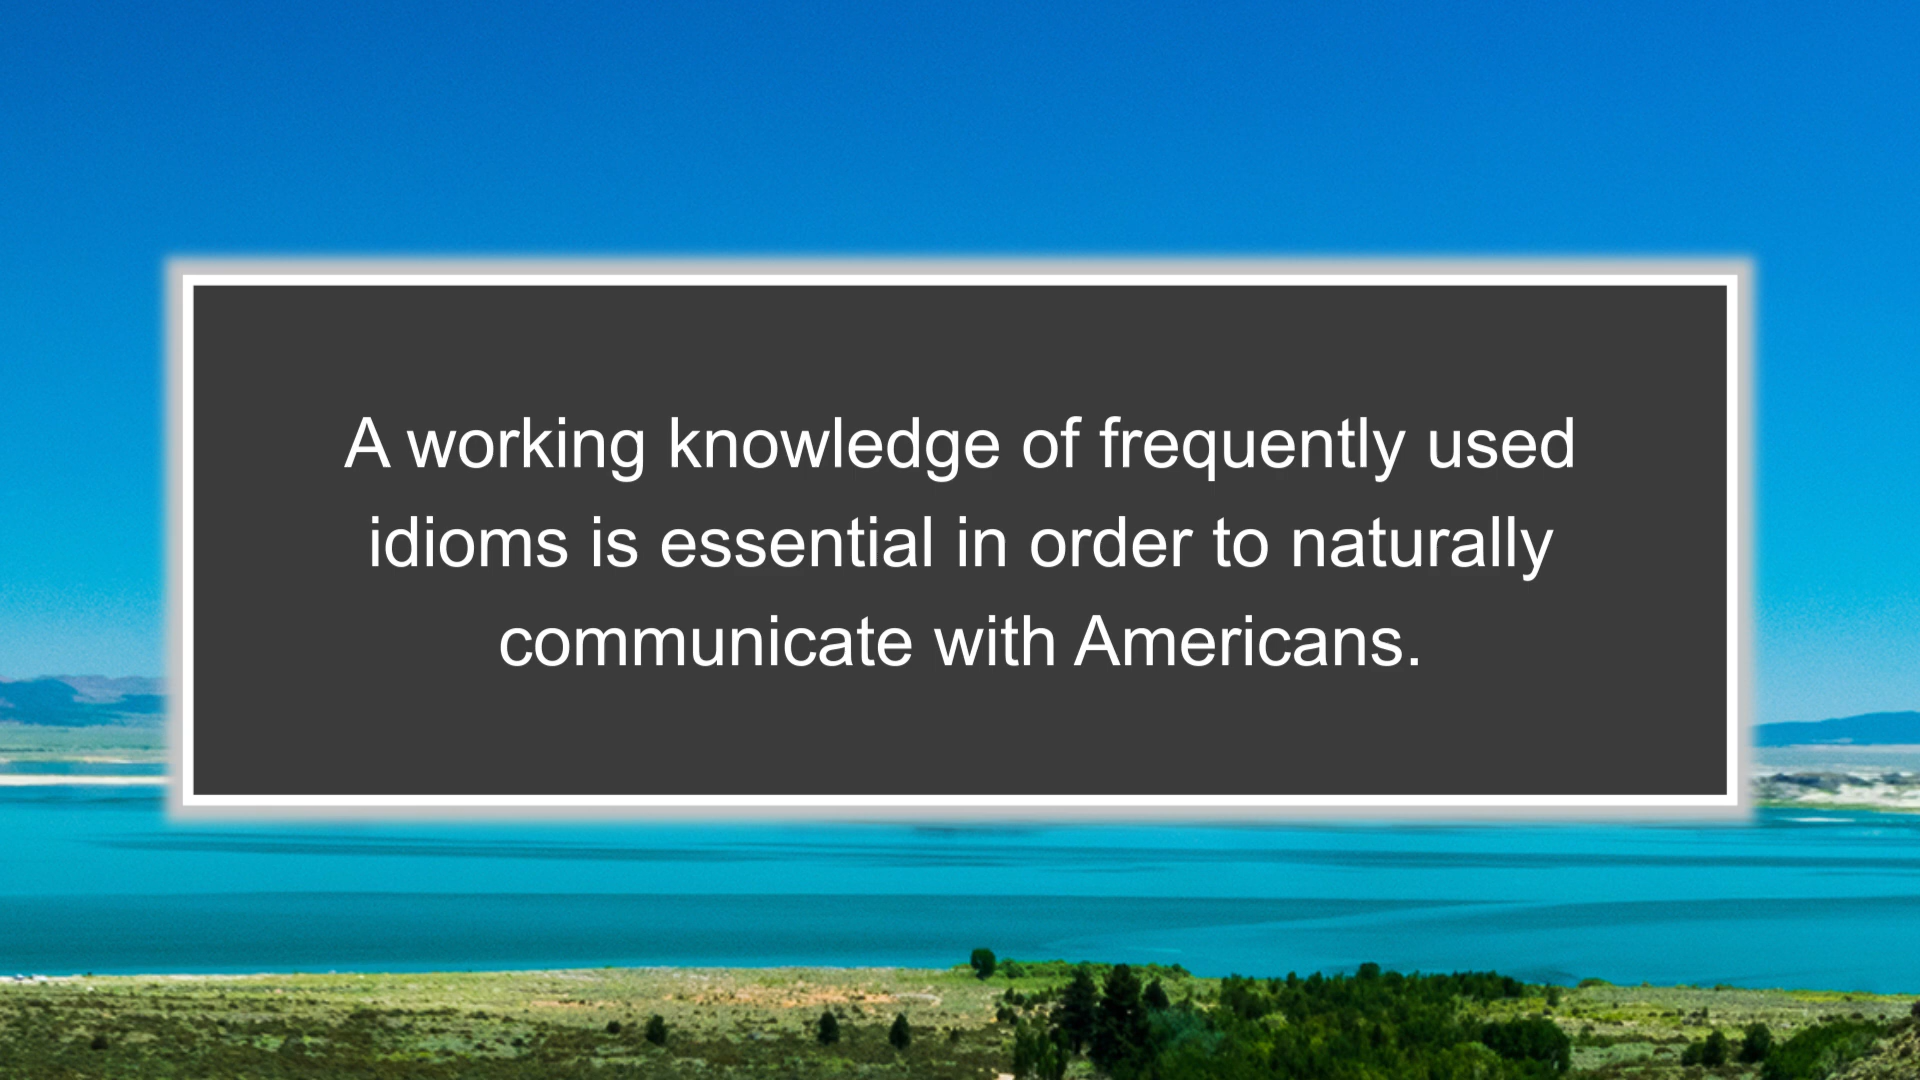 A working knowledge of frequently used
idioms is essential in order to naturally
communicate with Americans.